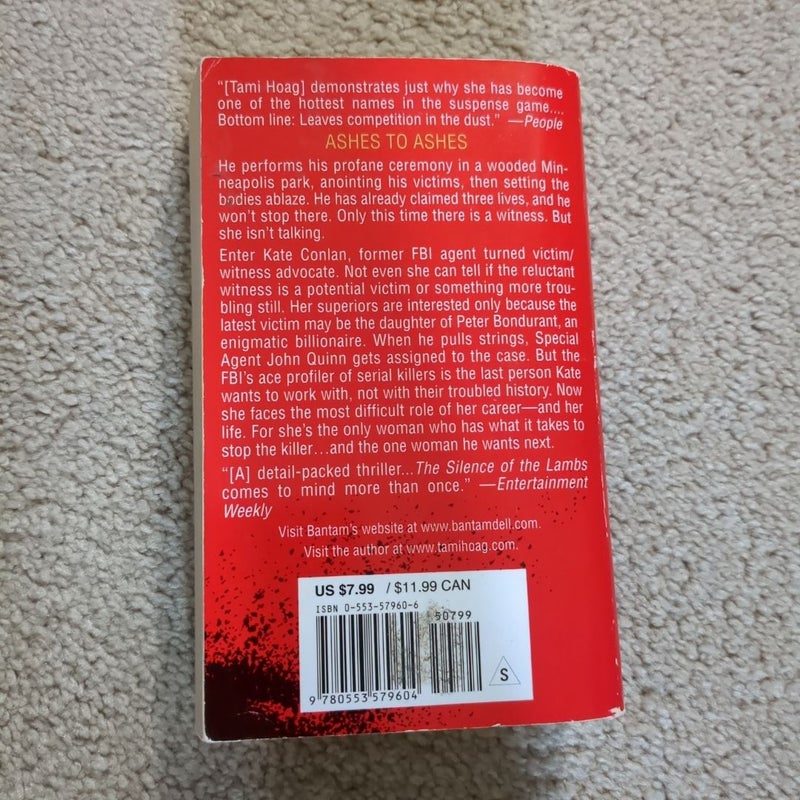 “[Tami Hoag] demonstrates just why she has become
one of the hottest names in the suspense game....
Bottom line: Leaves competition in the dust.” —People
ASHES TO ASHES
He performs his profane ceremony in a wooded Min-
neapolis park, anointing his victims, then setting the
bodies ablaze. He has already claimed three lives, and he
won’t stop there. Only this time there is a witness. But
she isn’t talking.
Enter Kate Conlan, former FBI agent turned victim/
witness advocate. Not even she can tell if the reluctant
witness is a potential victim or something more trou-
bling still. Her superiors are interested only because the
latest victim may be the daughter of Peter Bondurant, an
enigmatic billionaire. When he pulls strings, Special
Agent John Quinn gets assigned to the case. But the
FBI’s ace profiler of serial killers is the last person Kate
wants to work with, not with their troubled history. Now
she faces the most difficult role of her career—and her
life. For she’s the only woman who has what it takes to
stop the killer...and the one woman he wants next.
“[A] detail-packed thriller...The Silence of the Lambs
comes to mind more than once.” —Entertainment
Weekly
Visit Bantam’s website at www.bantamdell.com.
Visit the author at www.tamihoag.com.
US $7.99 / $11.99 CAN
ISBN 0-553-57960-6
50799
S
9 780553 579604